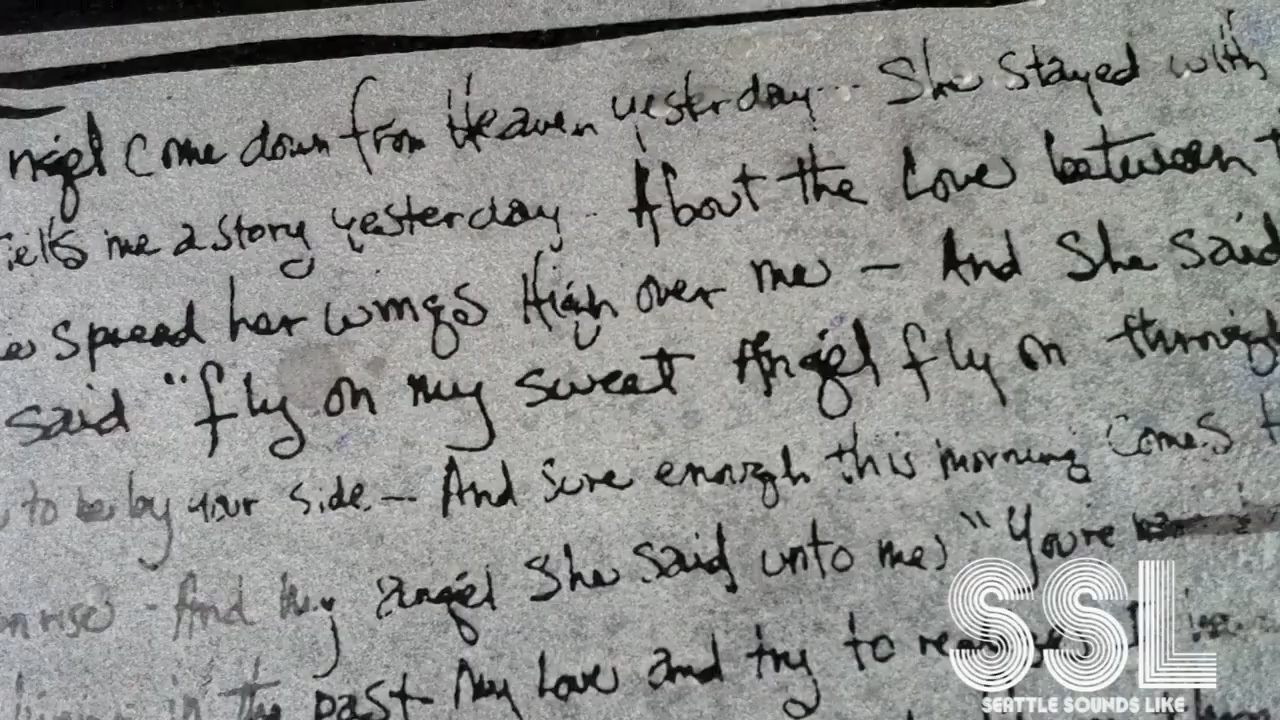 ngel come down from Heaven yesterday... She stayed with
Tells me a story yesterday.. About the Love between
spread her wings High over me — And She Said
said "fly on my sweet Angel fly on through
to be by your side. — And sure enough this morning comes
nrise - And my Angel She said unto me, "You're
in the past My Love and try to
SSL
SEATTLE SOUNDS LIKE